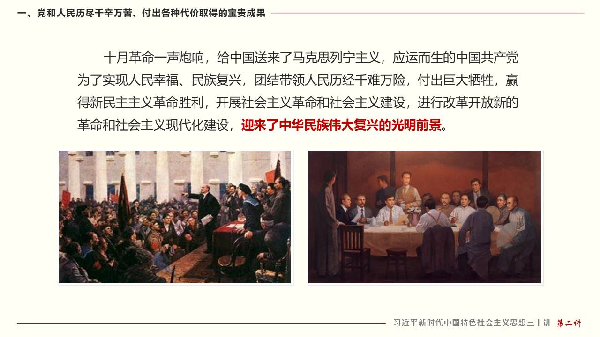 一、党和人民历尽千辛万苦、付出各种代价取得的宝贵成果
十月革命一声炮响，给中国送来了马克思列宁主义，应运而生的中国共产党
为了实现人民幸福、民族复兴，团结带领人民历经千难万险，付出巨大牺牲，赢
得新民主主义革命胜利，开展社会主义革命和社会主义建设，进行改革开放新的
革命和社会主义现代化建设，迎来了中华民族伟大复兴的光明前景。
习近平新时代中国特色社会主义思想三十讲 第二讲